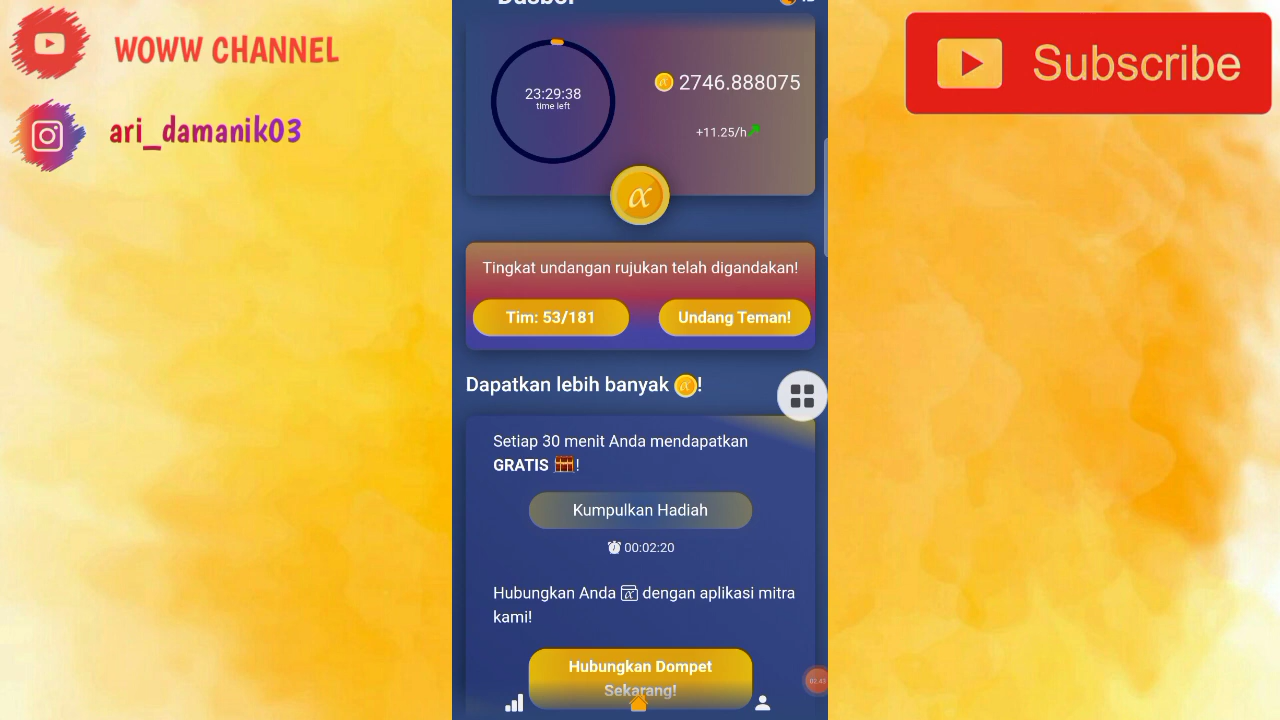 WOWW CHANNEL
ari_damanik03
Subscribe
23:29:38
time left
2746.888075
+11.25/h
α
Tingkat undangan rujukan telah digandakan!
Tim: 53/181
Undang Teman!
Dapatkan lebih banyak α!
Setiap 30 menit Anda mendapatkan
GRATIS !
Kumpulkan Hadiah
00:02:20
Hubungkan Anda α dengan aplikasi mitra
kami!
Hubungkan Dompet
Sekarang!
02:43